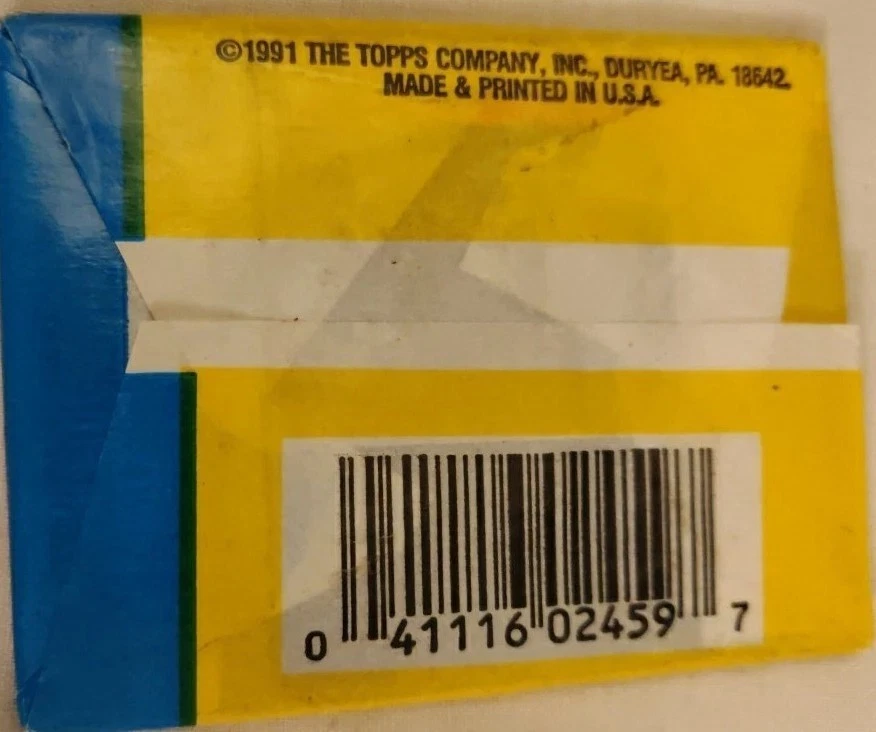 ©1991 THE TOPPS COMPANY, INC., DURYEA, PA. 18642.
MADE & PRINTED IN U.S.A.
0 41116 02459 7